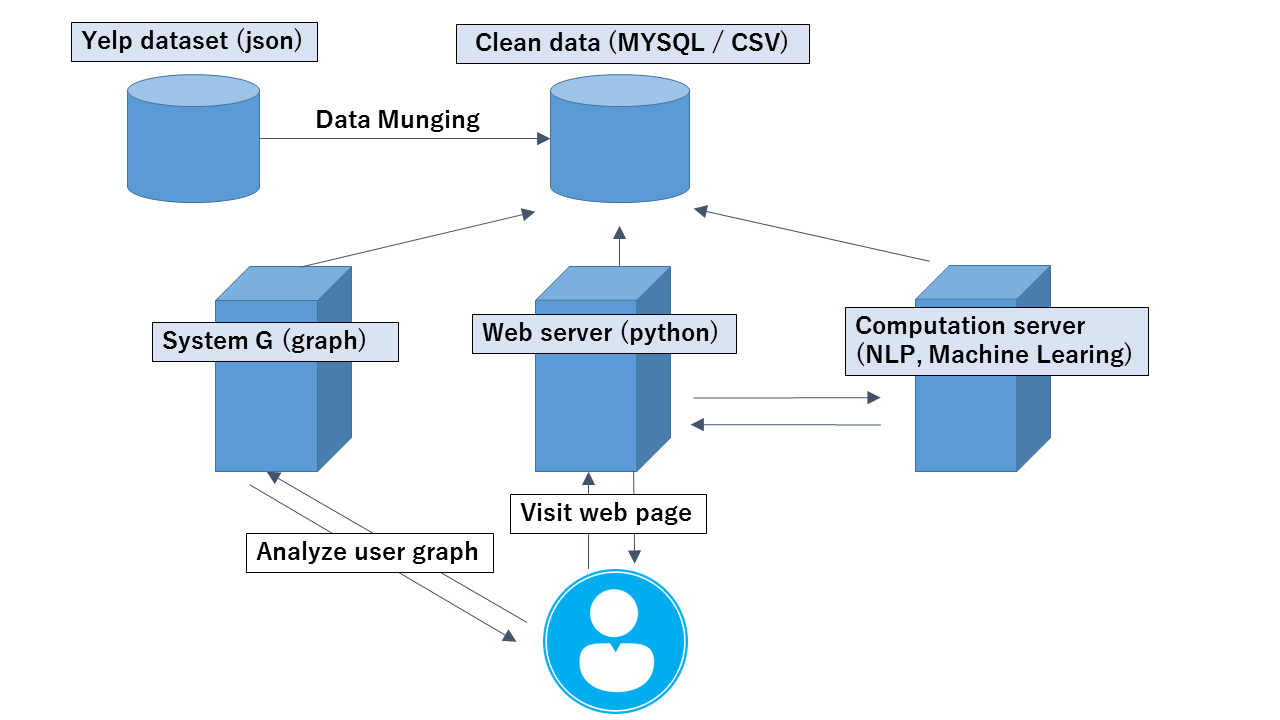 Yelp dataset (json)
Clean data (MYSQL / CSV)
Data Munging
System G (graph)
Web server (python)
Computation server
(NLP, Machine Learing)
Visit web page
Analyze user graph